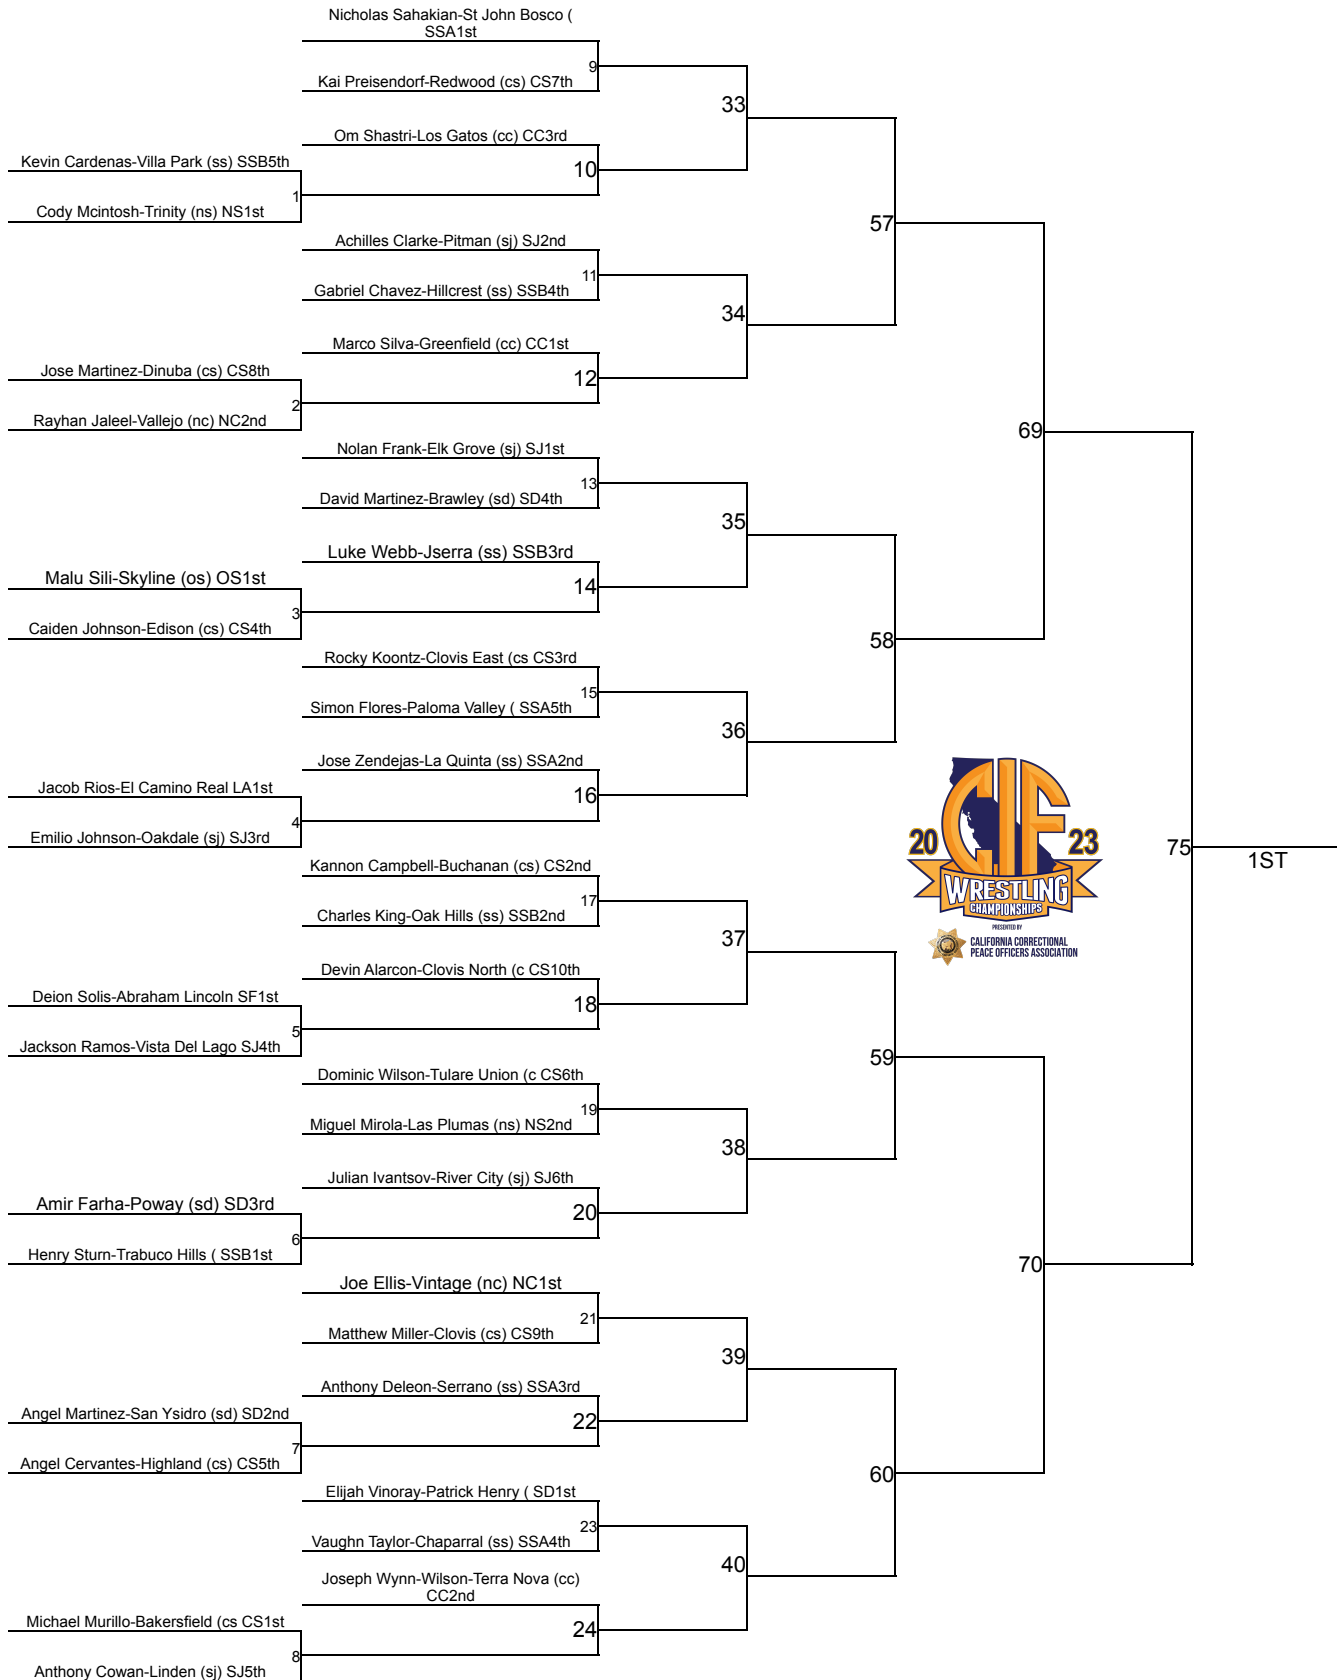 Nicholas Sahakian-St John Bosco (
SSA1st
9
Kai Preisendorf-Redwood (cs) CS7th
33
Om Shastri-Los Gatos (cc) CC3rd
Kevin Cardenas-Villa Park (ss) SSB5th
10
1
Cody Mcintosh-Trinity (ns) NS1st
57
Achilles Clarke-Pitman (sj) SJ2nd
11
Gabriel Chavez-Hillcrest (ss) SSB4th
34
Marco Silva-Greenfield (cc) CC1st
Jose Martinez-Dinuba (cs) CS8th
12
2
Rayhan Jaleel-Vallejo (nc) NC2nd
69
Nolan Frank-Elk Grove (sj) SJ1st
13
David Martinez-Brawley (sd) SD4th
35
Luke Webb-Jserra (ss) SSB3rd
Malu Sili-Skyline (os) OS1st
14
3
Caiden Johnson-Edison (cs) CS4th
58
Rocky Koontz-Clovis East (cs CS3rd
15
Simon Flores-Paloma Valley ( SSA5th
36
Jose Zendejas-La Quinta (ss) SSA2nd
Jacob Rios-El Camino Real LA1st
16
4
Emilio Johnson-Oakdale (sj) SJ3rd
20 CIF 23
75
1ST
Kannon Campbell-Buchanan (cs) CS2nd
WRESTLING
17
CHAMPIONSHIPS
Charles King-Oak Hills (ss) SSB2nd
PRESENTED BY
37
CALIFORNIA CORRECTIONAL
PEACE OFFICERS ASSOCIATION
Devin Alarcon-Clovis North (c CS10th
Deion Solis-Abraham Lincoln SF1st
18
5
Jackson Ramos-Vista Del Lago SJ4th
59
Dominic Wilson-Tulare Union (c CS6th
19
Miguel Mirola-Las Plumas (ns) NS2nd
38
Julian Ivantsov-River City (sj) SJ6th
Amir Farha-Poway (sd) SD3rd
20
6
Henry Sturn-Trabuco Hills ( SSB1st
70
Joe Ellis-Vintage (nc) NC1st
21
Matthew Miller-Clovis (cs) CS9th
39
Anthony Deleon-Serrano (ss) SSA3rd
Angel Martinez-San Ysidro (sd) SD2nd
22
7
Angel Cervantes-Highland (cs) CS5th
60
Elijah Vinoray-Patrick Henry ( SD1st
23
Vaughn Taylor-Chaparral (ss) SSA4th
40
Joseph Wynn-Wilson-Terra Nova (cc)
CC2nd
Michael Murillo-Bakersfield (cs CS1st
24
8
Anthony Cowan-Linden (sj) SJ5th